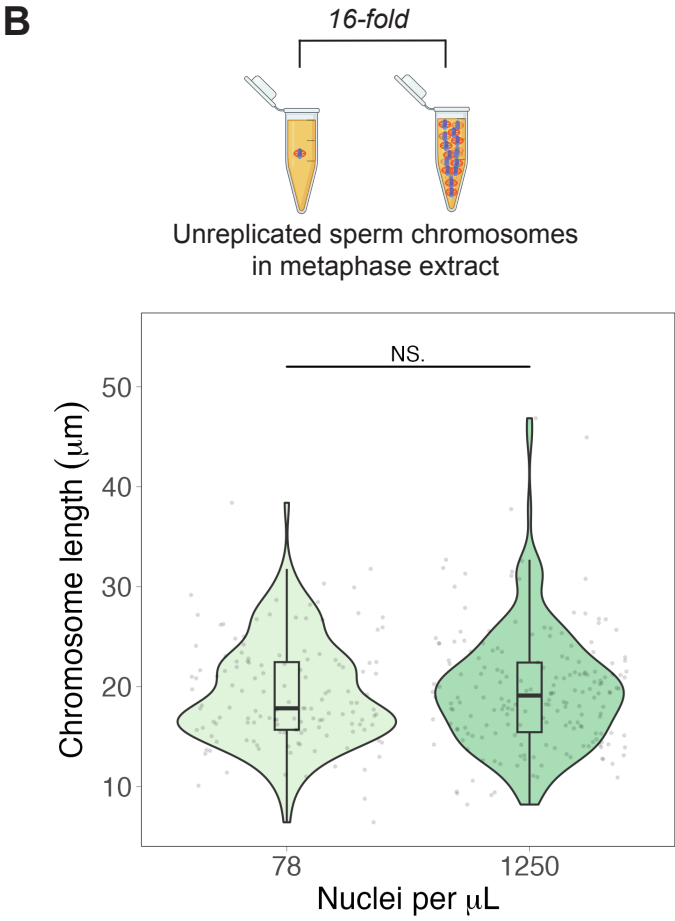 B
16-fold
Unreplicated sperm chromosomes
in metaphase extract
NS.
50
40
30
20
10
Chromosome length (μm)
78
1250
Nuclei per μL